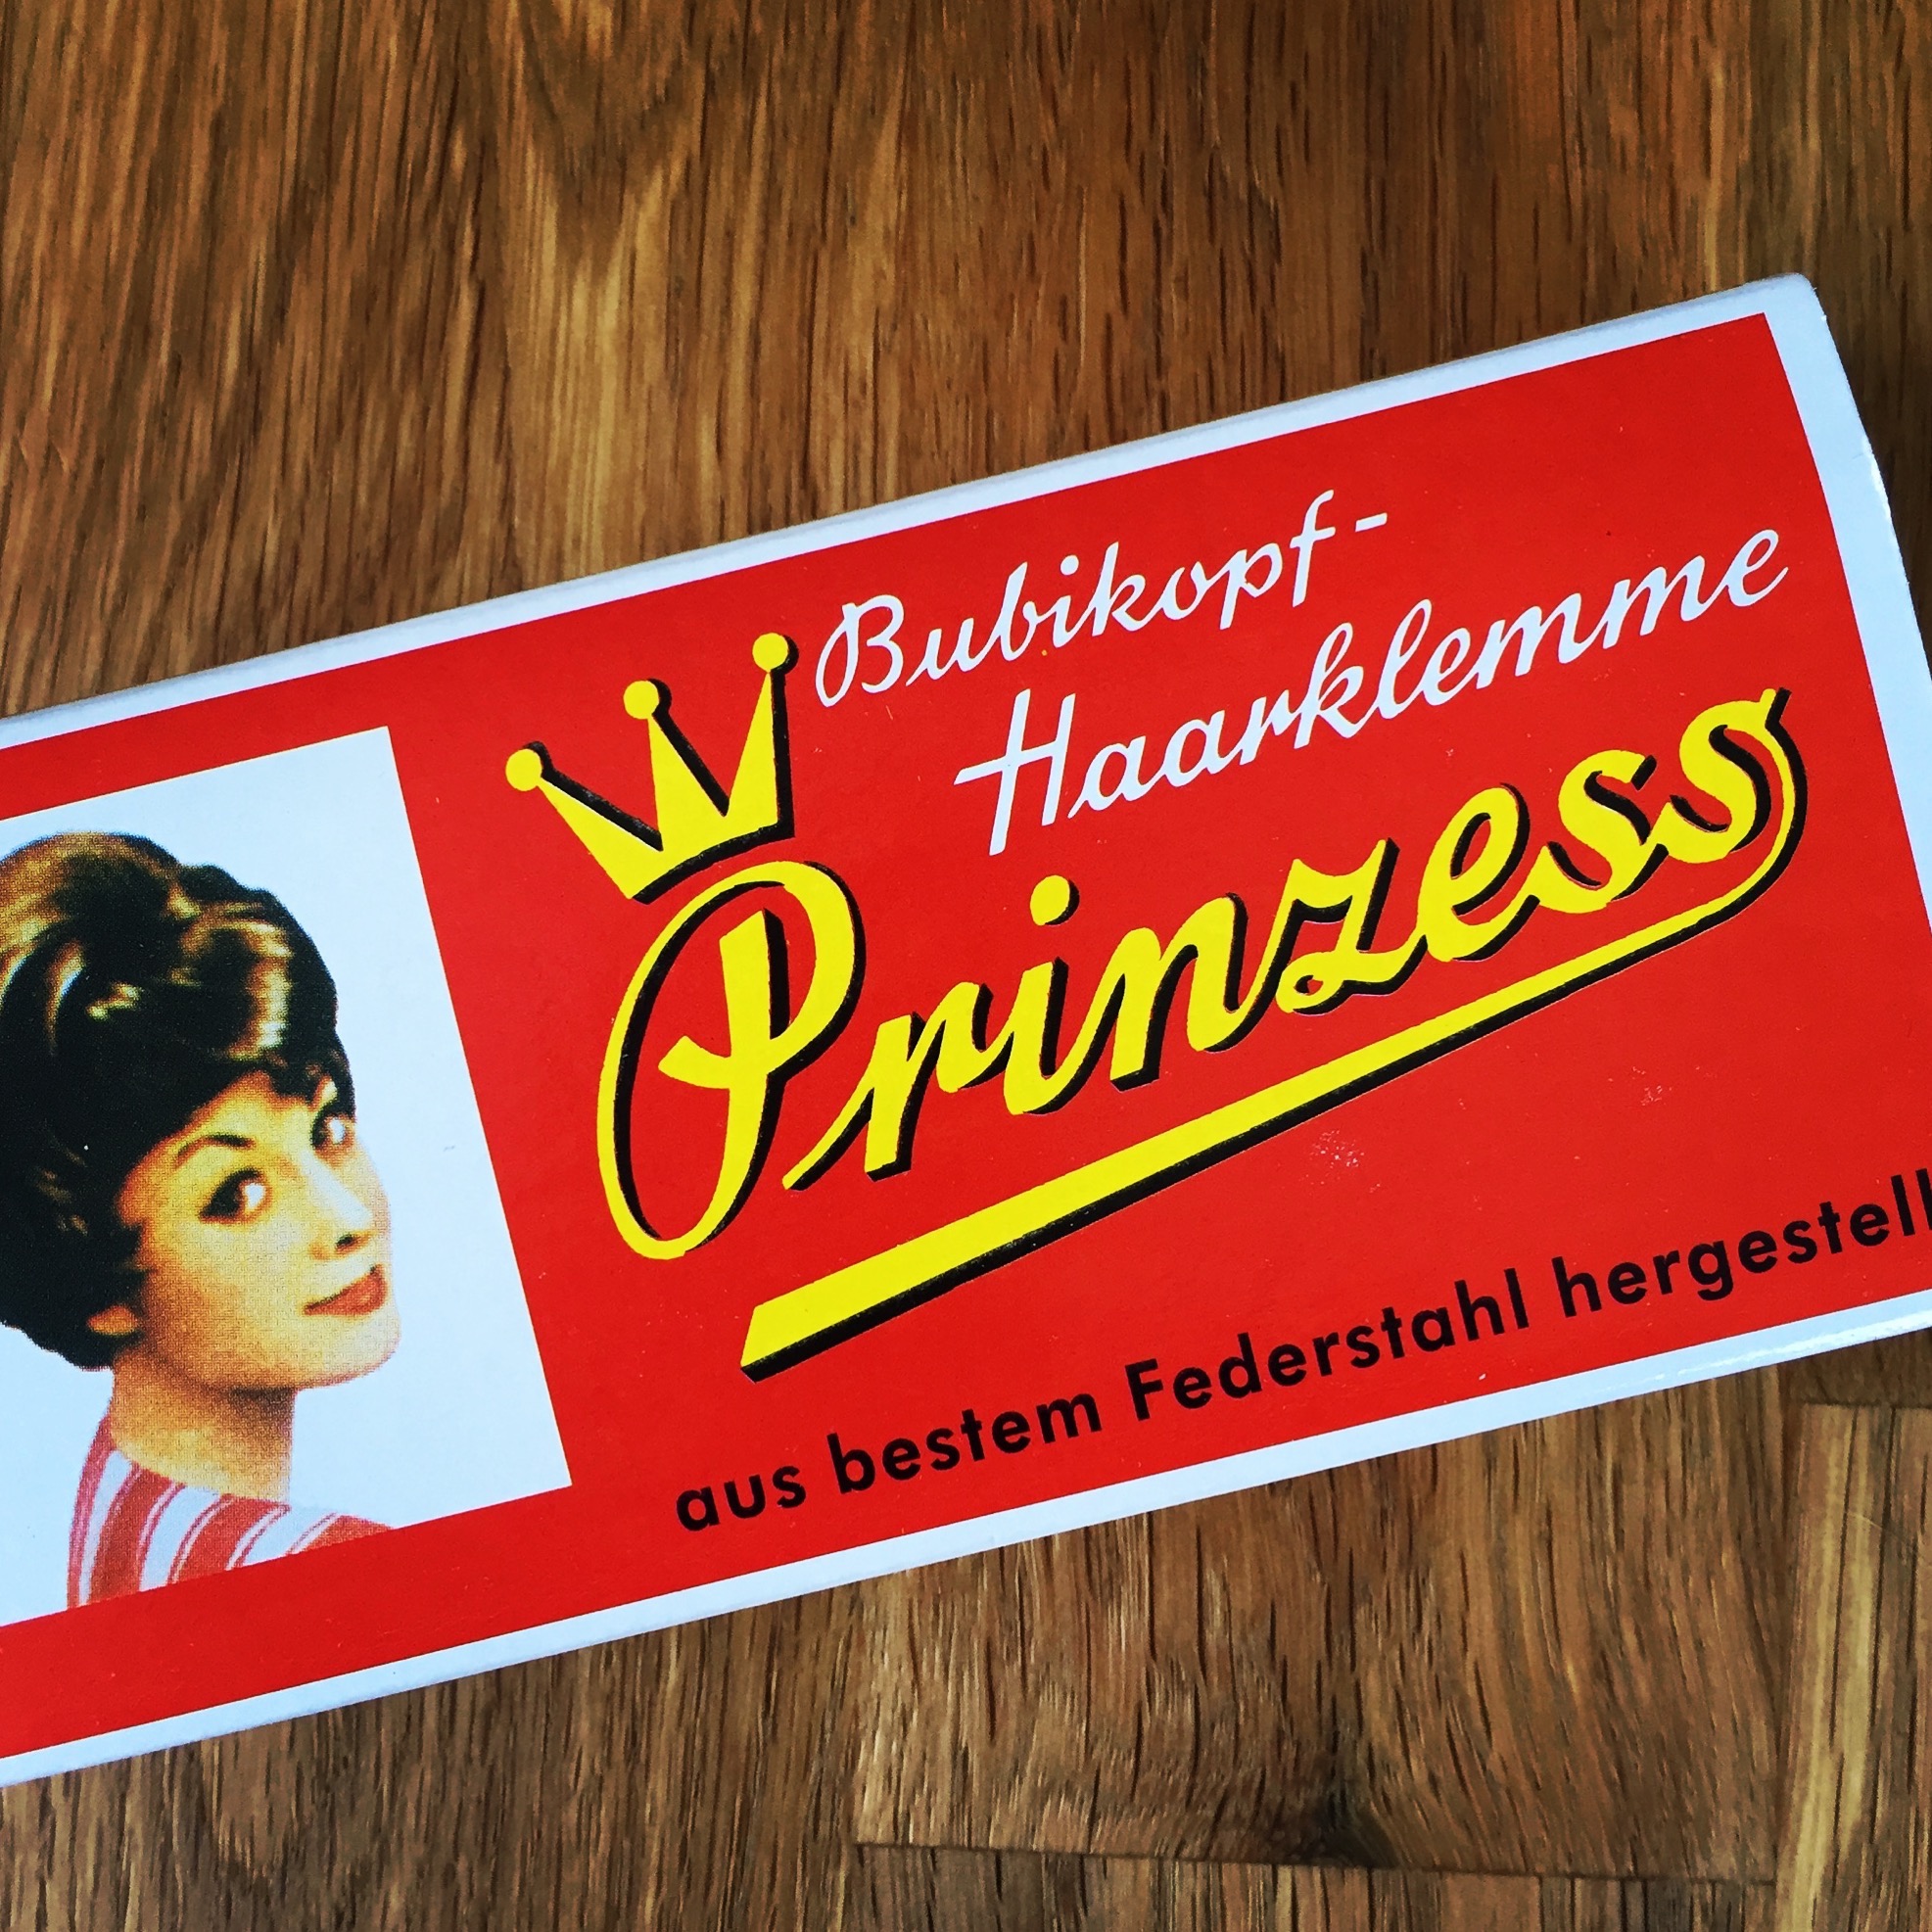 Bubikopf-
Haarklemme
Prinzess
aus bestem Federstahl hergestell